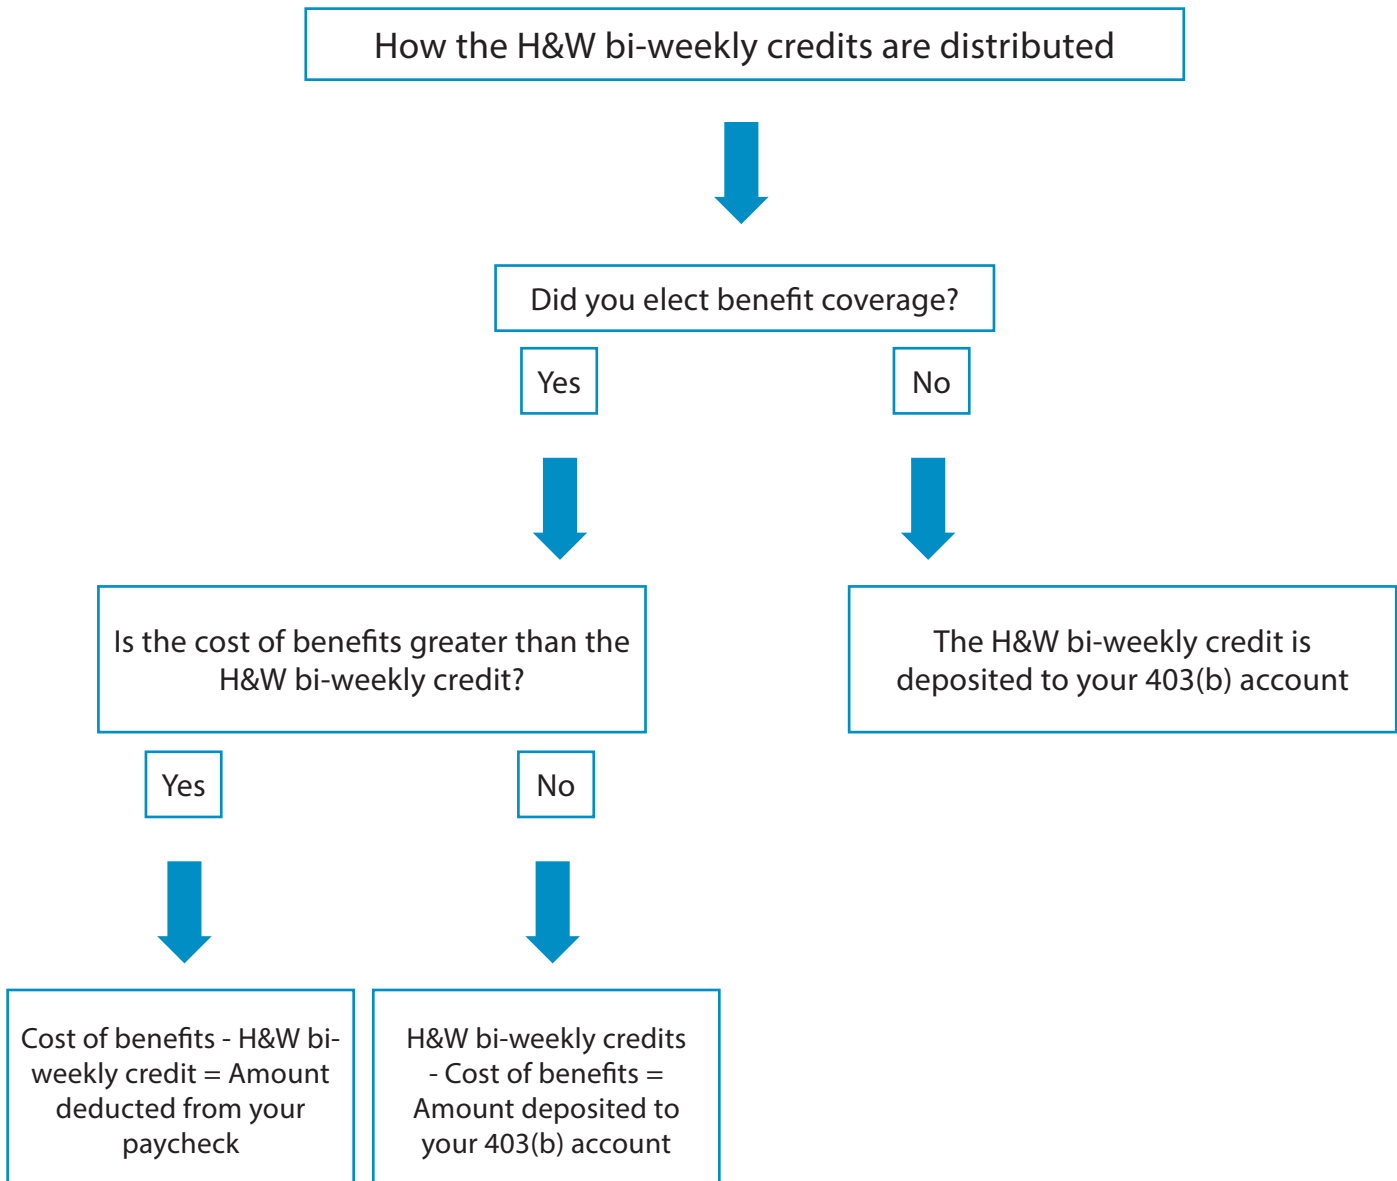 How the H&W bi-weekly credits are distributed
Did you elect benefit coverage?
Yes
No
Is the cost of benefits greater than the
H&W bi-weekly credit?
The H&W bi-weekly credit is
deposited to your 403(b) account
Yes
No
Cost of benefits - H&W bi-
weekly credit = Amount
deducted from your
paycheck
H&W bi-weekly credits
- Cost of benefits =
Amount deposited to
your 403(b) account